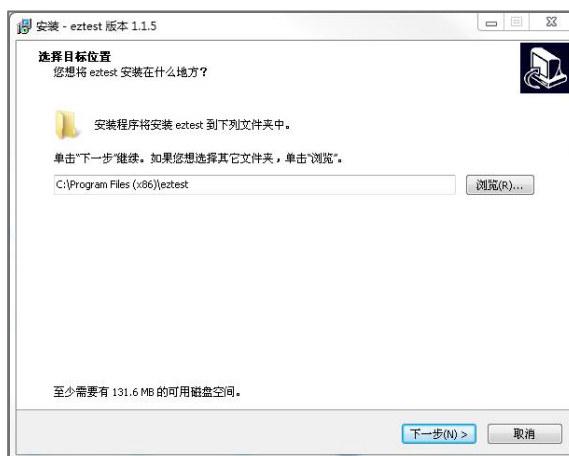 安装 - eztest 版本 1.1.5
选择目标位置
您想将 eztest 安装在什么地方？
安装程序将安装 eztest 到下列文件夹中。
单击“下一步”继续。如果您想选择其它文件夹，单击“浏览”。
C:\Program Files (x86)\eztest
浏览(R)...
至少需要有 131.6 MB 的可用磁盘空间。
下一步(N) >
取消